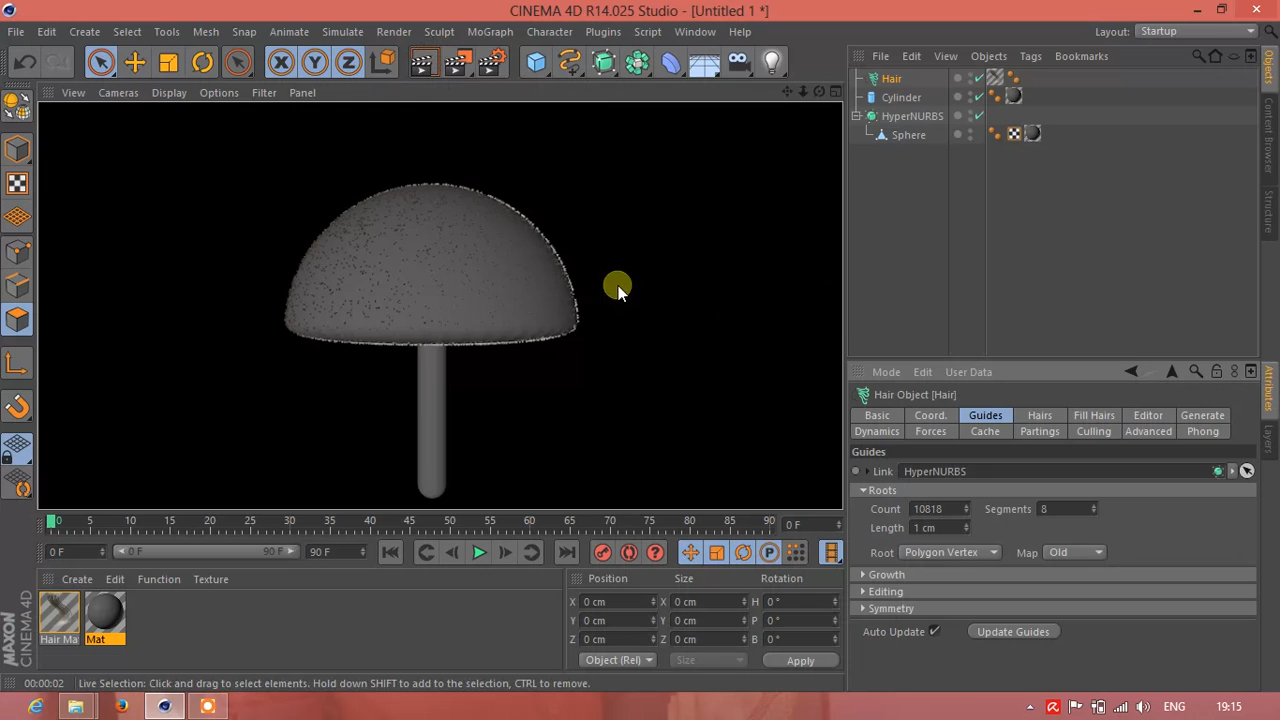 CINEMA 4D R14.025 Studio - [Untitled 1 *]
File Edit Create Select Tools Mesh Snap Animate Simulate Render Sculpt MoGraph Character Plugins Script Window Help Layout: Startup
X Y Z
File Edit View Objects Tags Bookmarks
View Cameras Display Options Filter Panel
Hair
Cylinder
HyperNURBS
Sphere
Objects
Content Browser
Structure
Mode Edit User Data
Hair Object [Hair]
Basic Coord. Guides Hairs Fill Hairs Editor Generate
Dynamics Forces Cache Partings Culling Advanced Phong
Guides
Link HyperNURBS
Roots
Count 10818 Segments 8
Length 1 cm
Root Polygon Vertex Map Old
Growth
Editing
Symmetry
Auto Update Update Guides
Attributes
Layers
0 5 10 15 20 25 30 35 40 45 50 55 60 65 70 75 80 85 90 0 F
0 F 0 F 90 F 90 F
P
Create Edit Function Texture
Hair Ma Mat
Position Size Rotation
X 0 cm X 0 cm H 0 °
Y 0 cm Y 0 cm P 0 °
Z 0 cm Z 0 cm B 0 °
Object (Rel) Size Apply
MAXON
CINEMA 4D
00:00:02 Live Selection: Click and drag to select elements. Hold down SHIFT to add to the selection, CTRL to remove.
ENG 19:15